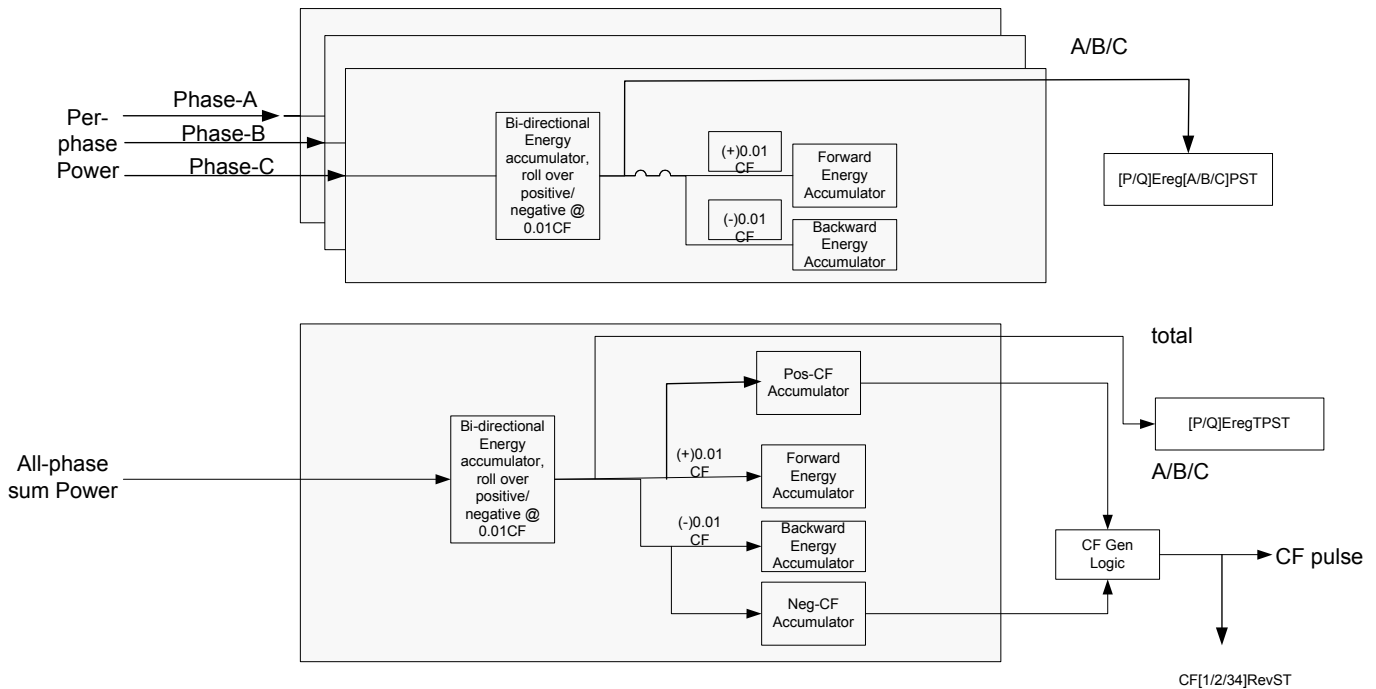 A/B/C
Per-
phase
Power
Phase-A
Phase-B
Phase-C
Bi-directional
Energy
accumulator,
roll over
positive/
negative @
0.01CF
(+)0.01
CF
(-)0.01
CF
Forward
Energy
Accumulator
Backward
Energy
Accumulator
[P/Q]Ereg[A/B/C]PST
total
All-phase
sum Power
Bi-directional
Energy
accumulator,
roll over
positive/
negative @
0.01CF
Pos-CF
Accumulator
(+)0.01
CF
Forward
Energy
Accumulator
(-)0.01
CF
Backward
Energy
Accumulator
Neg-CF
Accumulator
[P/Q]EregTPST
A/B/C
CF Gen
Logic
CF pulse
CF[1/2/34]RevST